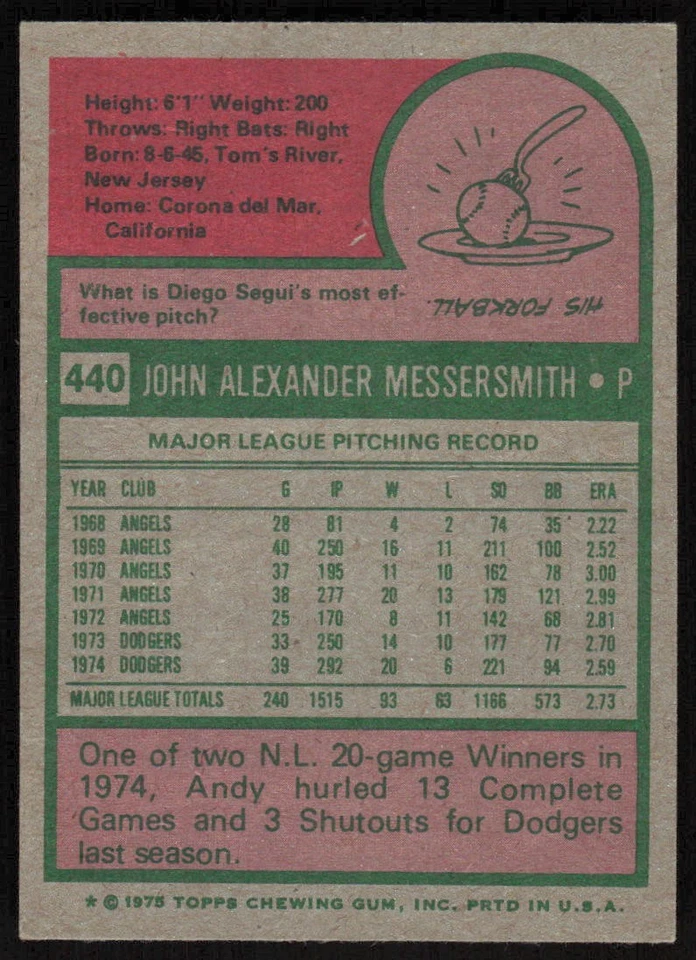 Height: 6'1" Weight: 200
Throws: Right Bats: Right
Born: 8-6-45, Tom's River,
New Jersey
Home: Corona del Mar,
California
What is Diego Segui's most ef-
fective pitch?
HIS FORKBALL.
440 JOHN ALEXANDER MESSERSMITH • P
MAJOR LEAGUE PITCHING RECORD
YEAR CLUB G IP W L SO BB ERA
1968 ANGELS 28 81 4 2 74 35 2.22
1969 ANGELS 40 250 16 11 211 100 2.52
1970 ANGELS 37 195 11 10 162 78 3.00
1971 ANGELS 38 277 20 13 179 121 2.99
1972 ANGELS 25 170 8 11 142 68 2.81
1973 DODGERS 33 250 14 10 177 77 2.70
1974 DODGERS 39 292 20 6 221 94 2.59
MAJOR LEAGUE TOTALS 240 1515 93 63 1166 573 2.73
One of two N.L. 20-game Winners in
1974, Andy hurled 13 Complete
Games and 3 Shutouts for Dodgers
last season.
* © 1975 TOPPS CHEWING GUM, INC. PRTD IN U.S.A.